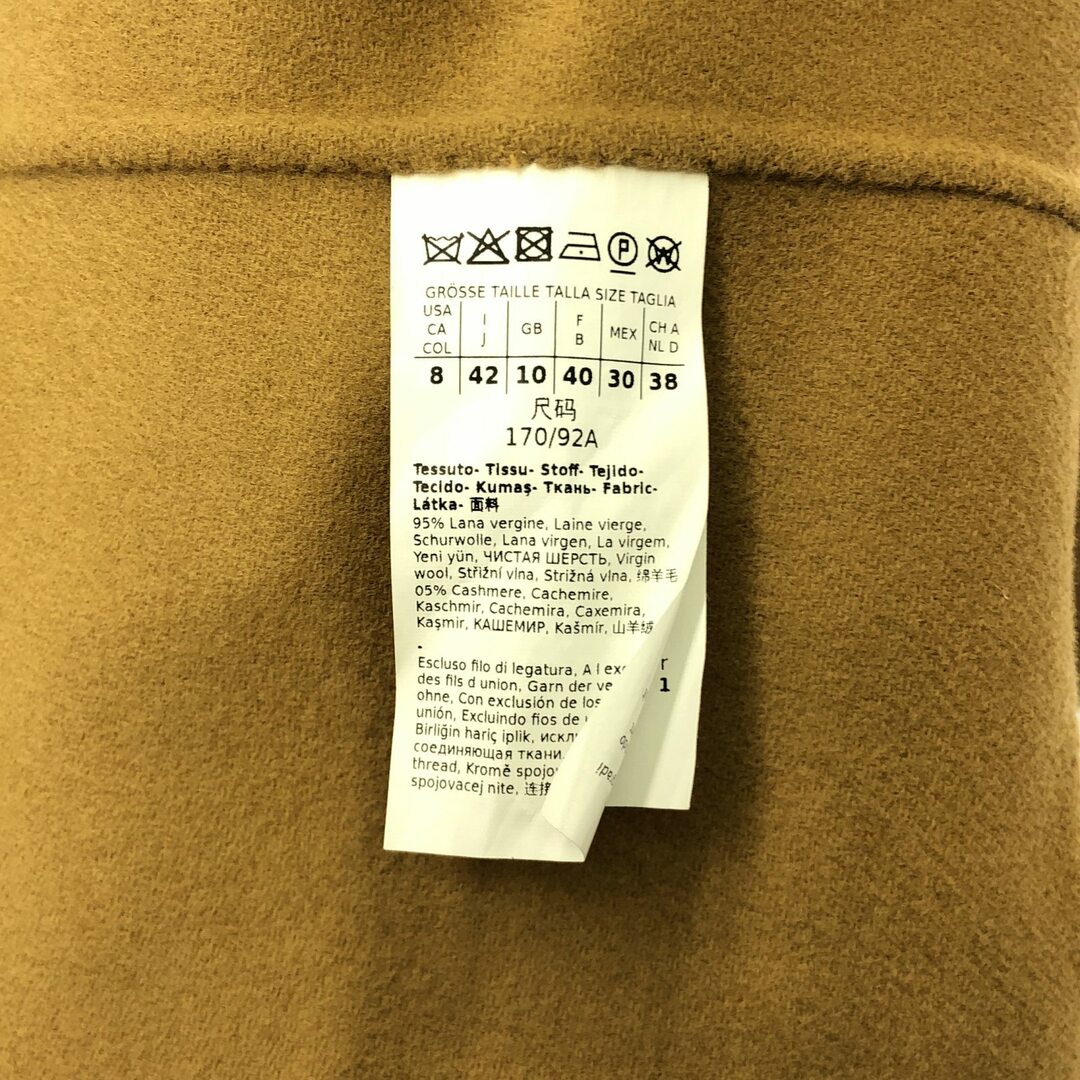 P W
GRÖSSE TAILLE TALLA SIZE TAGLIA
USA CA COL I J GB F B MEX CH A NL D
8 42 10 40 30 38
尺码
170/92A
Tessuto- Tissu- Stoff- Tejido-
Tecido- Kumaş- Ткань- Fabric-
Látka- 面料
95% Lana vergine, Laine vierge,
Schurwolle, Lana virgen, La virgem,
Yeni yün, ЧИСТАЯ ШЕРСТЬ, Virgin
wool, Střižní vlna, Strižná vlna, 绵羊毛
05% Cashmere, Cachemire,
Kaschmir, Cachemira, Caxemira,
Kaşmir, КАШЕМИР, Kašmír, 山羊绒
.
Escluso filo di legatura, A l
des fils d union, Garn der
ohne, Con exclusión de los
unión, Excluindo fios de
Birliğin hariç iplik,
соединяющая ткани
thread, Kromě
spojovacej nite,
r
1